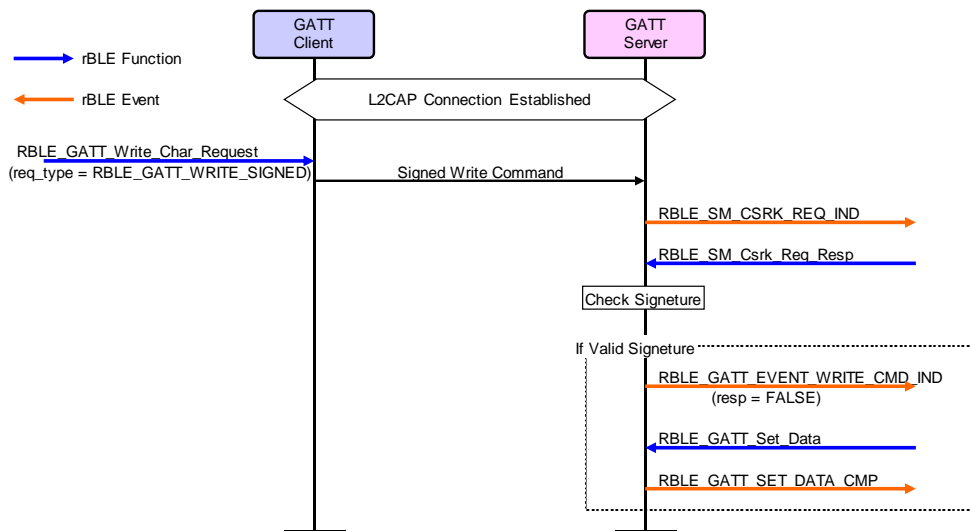 GATT
Client
GATT
Server
rBLE Function
rBLE Event
L2CAP Connection Established
RBLE_GATT_Write_Char_Request
(req_type = RBLE_GATT_WRITE_SIGNED)
Signed Write Command
RBLE_SM_CSRK_REQ_IND
RBLE_SM_Csrk_Req_Resp
Check Signeture
If Valid Signeture
RBLE_GATT_EVENT_WRITE_CMD_IND
(resp = FALSE)
RBLE_GATT_Set_Data
RBLE_GATT_SET_DATA_CMP